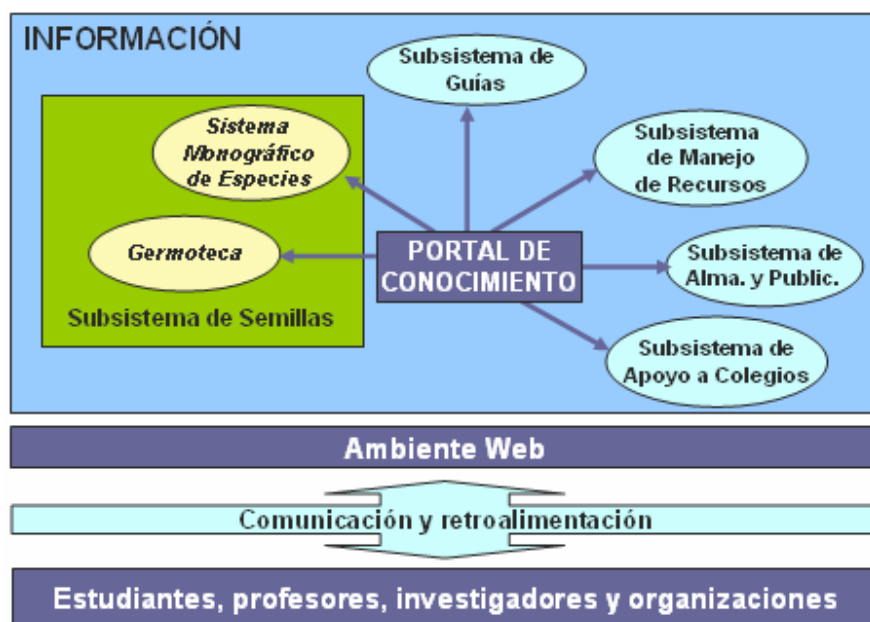 INFORMACIÓN
Subsistema de
Guías
Sistema
Monográfico
de Especies
Subsistema
de Manejo
de Recursos
Germoteca
PORTAL DE
CONOCIMIENTO
Subsistema de
Alma. y Public.
Subsistema de Semillas
Subsistema de
Apoyo a Colegios
Ambiente Web
Comunicación y retroalimentación
Estudiantes, profesores, investigadores y organizaciones